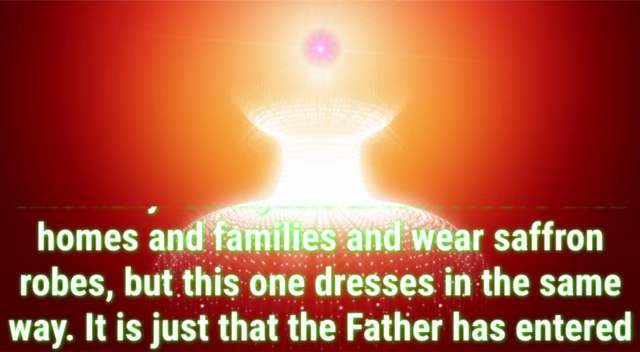 homes and families and wear saffron
robes, but this one dresses in the same
way. It is just that the Father has entered